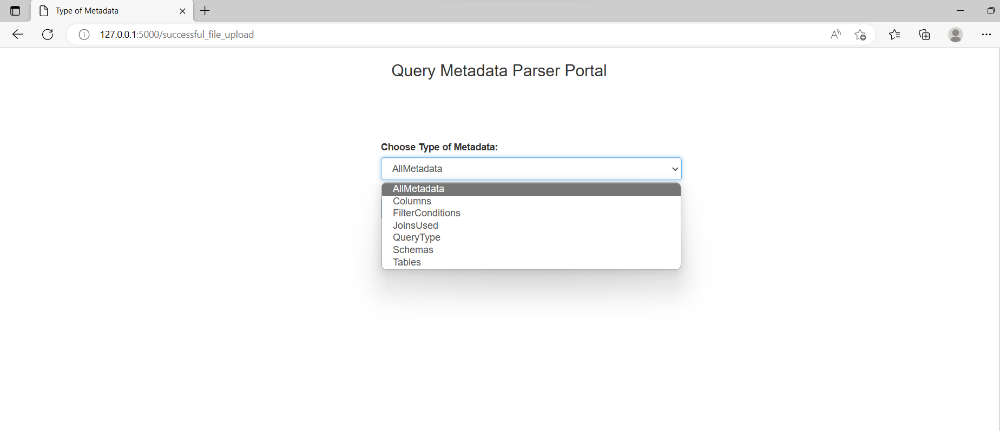 Type of Metadata
127.0.0.1:5000/successful_file_upload
Query Metadata Parser Portal
Choose Type of Metadata:
AllMetadata
AllMetadata
Columns
FilterConditions
JoinsUsed
QueryType
Schemas
Tables